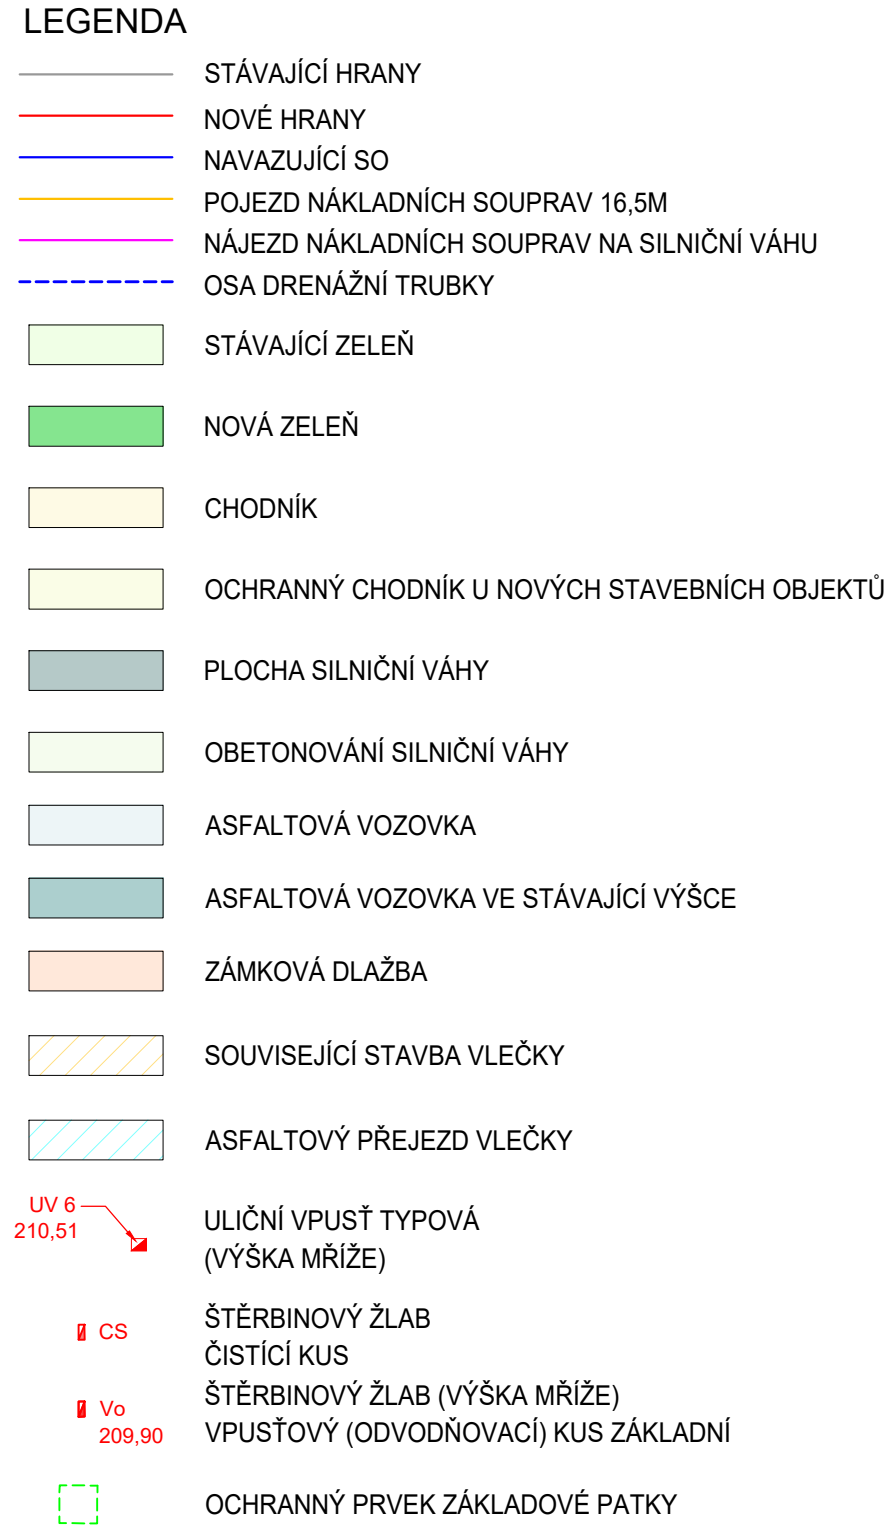 LEGENDA
STÁVAJÍCÍ HRANY
NOVÉ HRANY
NAVAZUJÍCÍ SO
POJEZD NÁKLADNÍCH SOUPRAV 16,5M
NÁJEZD NÁKLADNÍCH SOUPRAV NA SILNIČNÍ VÁHU
OSA DRENÁŽNÍ TRUBKY
STÁVAJÍCÍ ZELEŇ
NOVÁ ZELEŇ
CHODNÍK
OCHRANNÝ CHODNÍK U NOVÝCH STAVEBNÍCH OBJEKTŮ
PLOCHA SILNIČNÍ VÁHY
OBETONOVÁNÍ SILNIČNÍ VÁHY
ASFALTOVÁ VOZOVKA
ASFALTOVÁ VOZOVKA VE STÁVAJÍCÍ VÝŠCE
ZÁMKOVÁ DLAŽBA
SOUVISEJÍCÍ STAVBA VLEČKY
ASFALTOVÝ PŘEJEZD VLEČKY
UV 6
210,51
ULIČNÍ VPUSŤ TYPOVÁ
(VÝŠKA MŘÍŽE)
CS
ŠTĚRBINOVÝ ŽLAB
ČISTÍCÍ KUS
Vo
209,90
ŠTĚRBINOVÝ ŽLAB (VÝŠKA MŘÍŽE)
VPUSŤOVÝ (ODVODŇOVACÍ) KUS ZÁKLADNÍ
OCHRANNÝ PRVEK ZÁKLADOVÉ PATKY